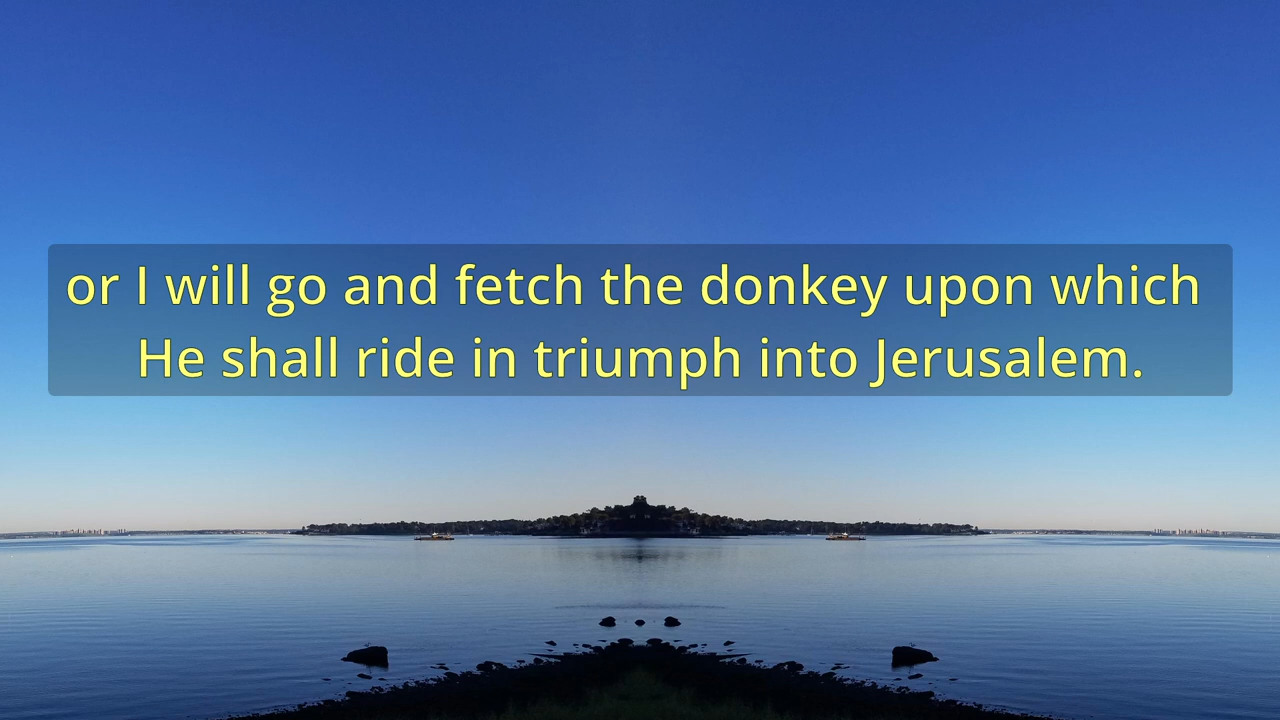 or I will go and fetch the donkey upon which
He shall ride in triumph into Jerusalem.